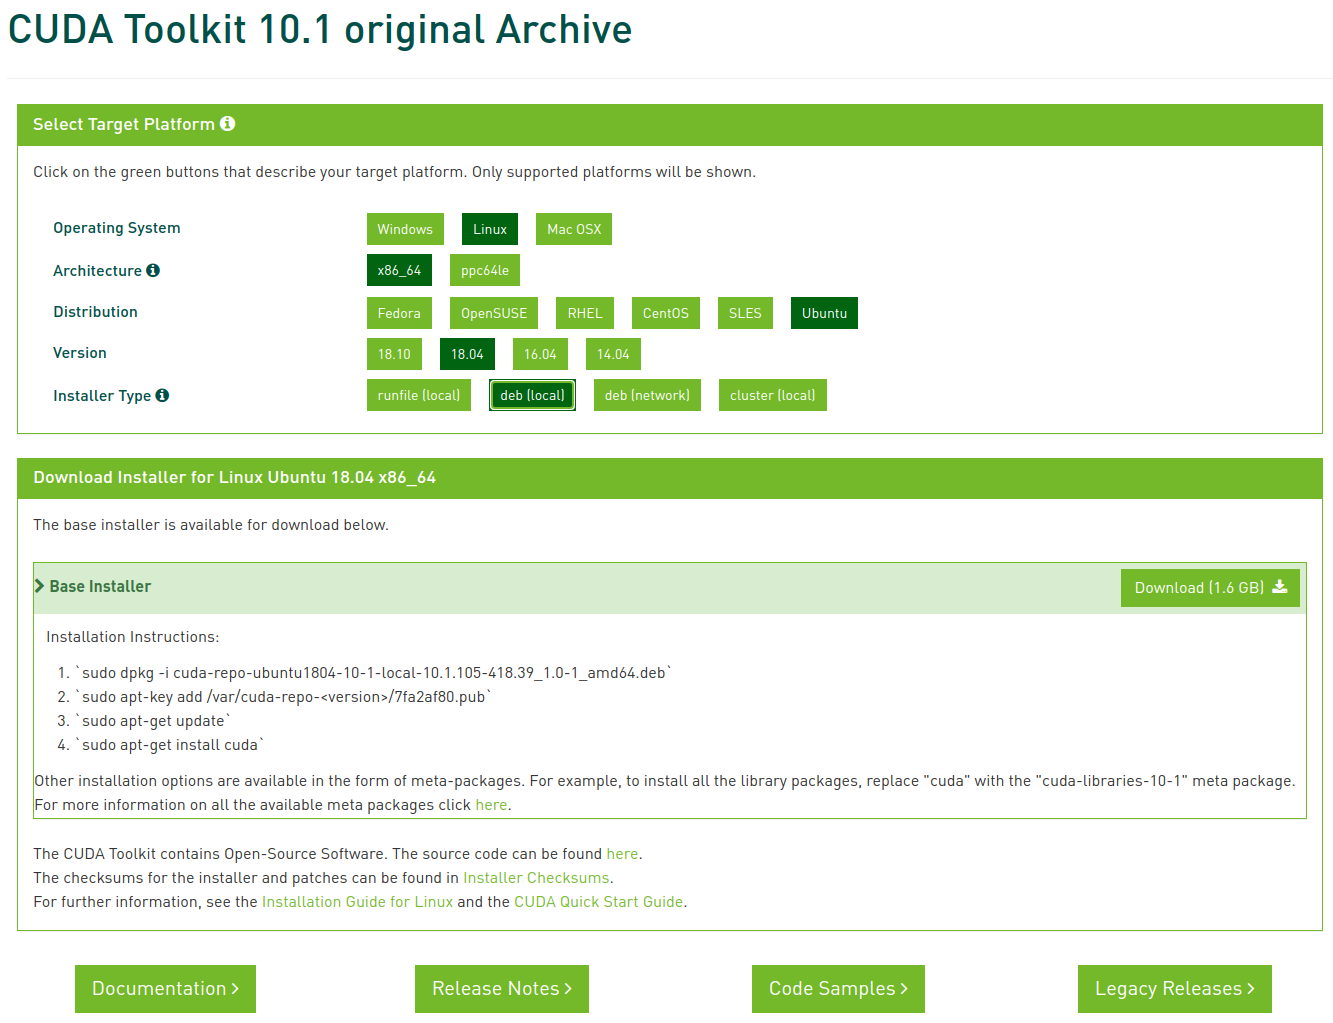 CUDA Toolkit 10.1 original Archive
Select Target Platform
Click on the green buttons that describe your target platform. Only supported platforms will be shown.
Operating System Windows Linux Mac OSX
Architecture x86_64 ppc64le
Distribution Fedora OpenSUSE RHEL CentOS SLES Ubuntu
Version 18.10 18.04 16.04 14.04
Installer Type runfile (local) deb (local) deb (network) cluster (local)
Download Installer for Linux Ubuntu 18.04 x86_64
The base installer is available for download below.
Base Installer Download (1.6 GB)
Installation Instructions:
1. `sudo dpkg -i cuda-repo-ubuntu1804-10-1-local-10.1.105-418.39_1.0-1_amd64.deb`
2. `sudo apt-key add /var/cuda-repo-<version>/7fa2af80.pub`
3. `sudo apt-get update`
4. `sudo apt-get install cuda`
Other installation options are available in the form of meta-packages. For example, to install all the library packages, replace "cuda" with the "cuda-libraries-10-1" meta package.
For more information on all the available meta packages click here.
The CUDA Toolkit contains Open-Source Software. The source code can be found here.
The checksums for the installer and patches can be found in Installer Checksums.
For further information, see the Installation Guide for Linux and the CUDA Quick Start Guide.
Documentation > Release Notes > Code Samples > Legacy Releases >